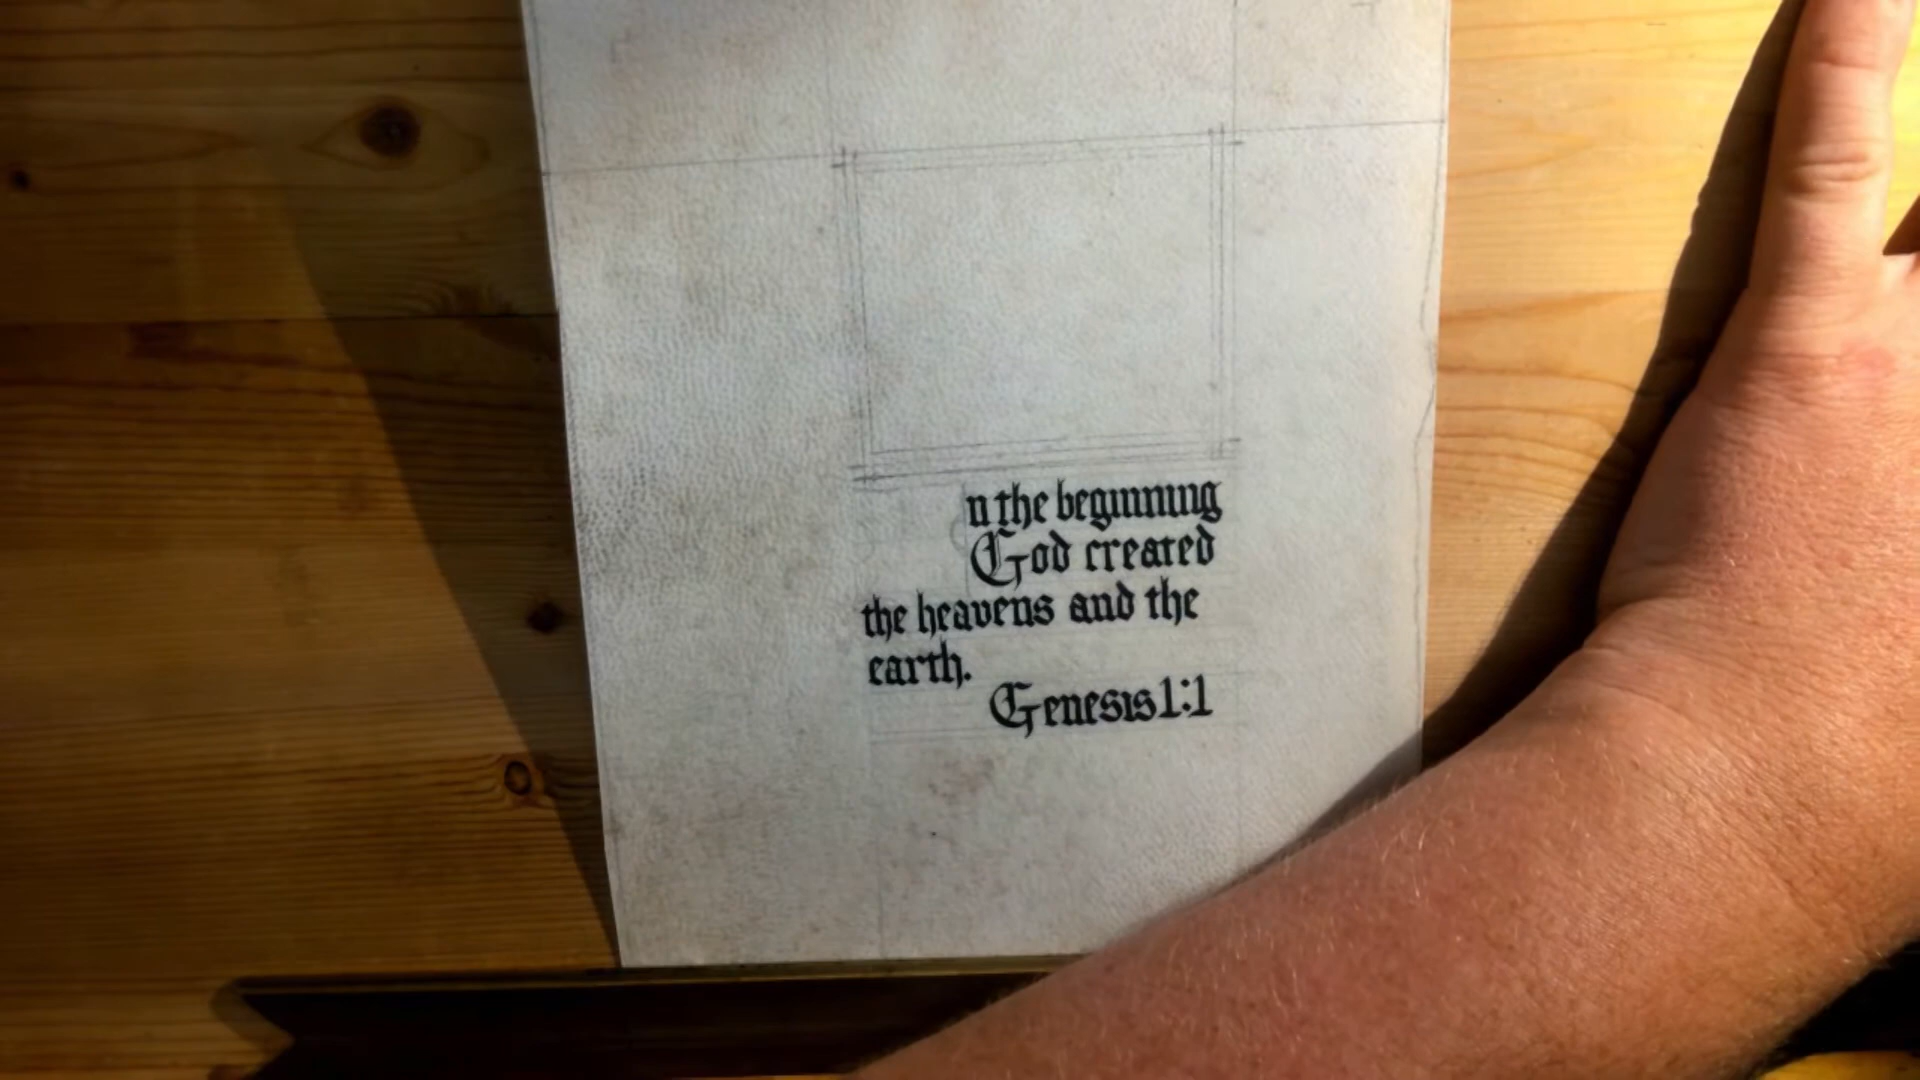 n the beginning
God created
the heavens and the
earth.
Genesis 1:1